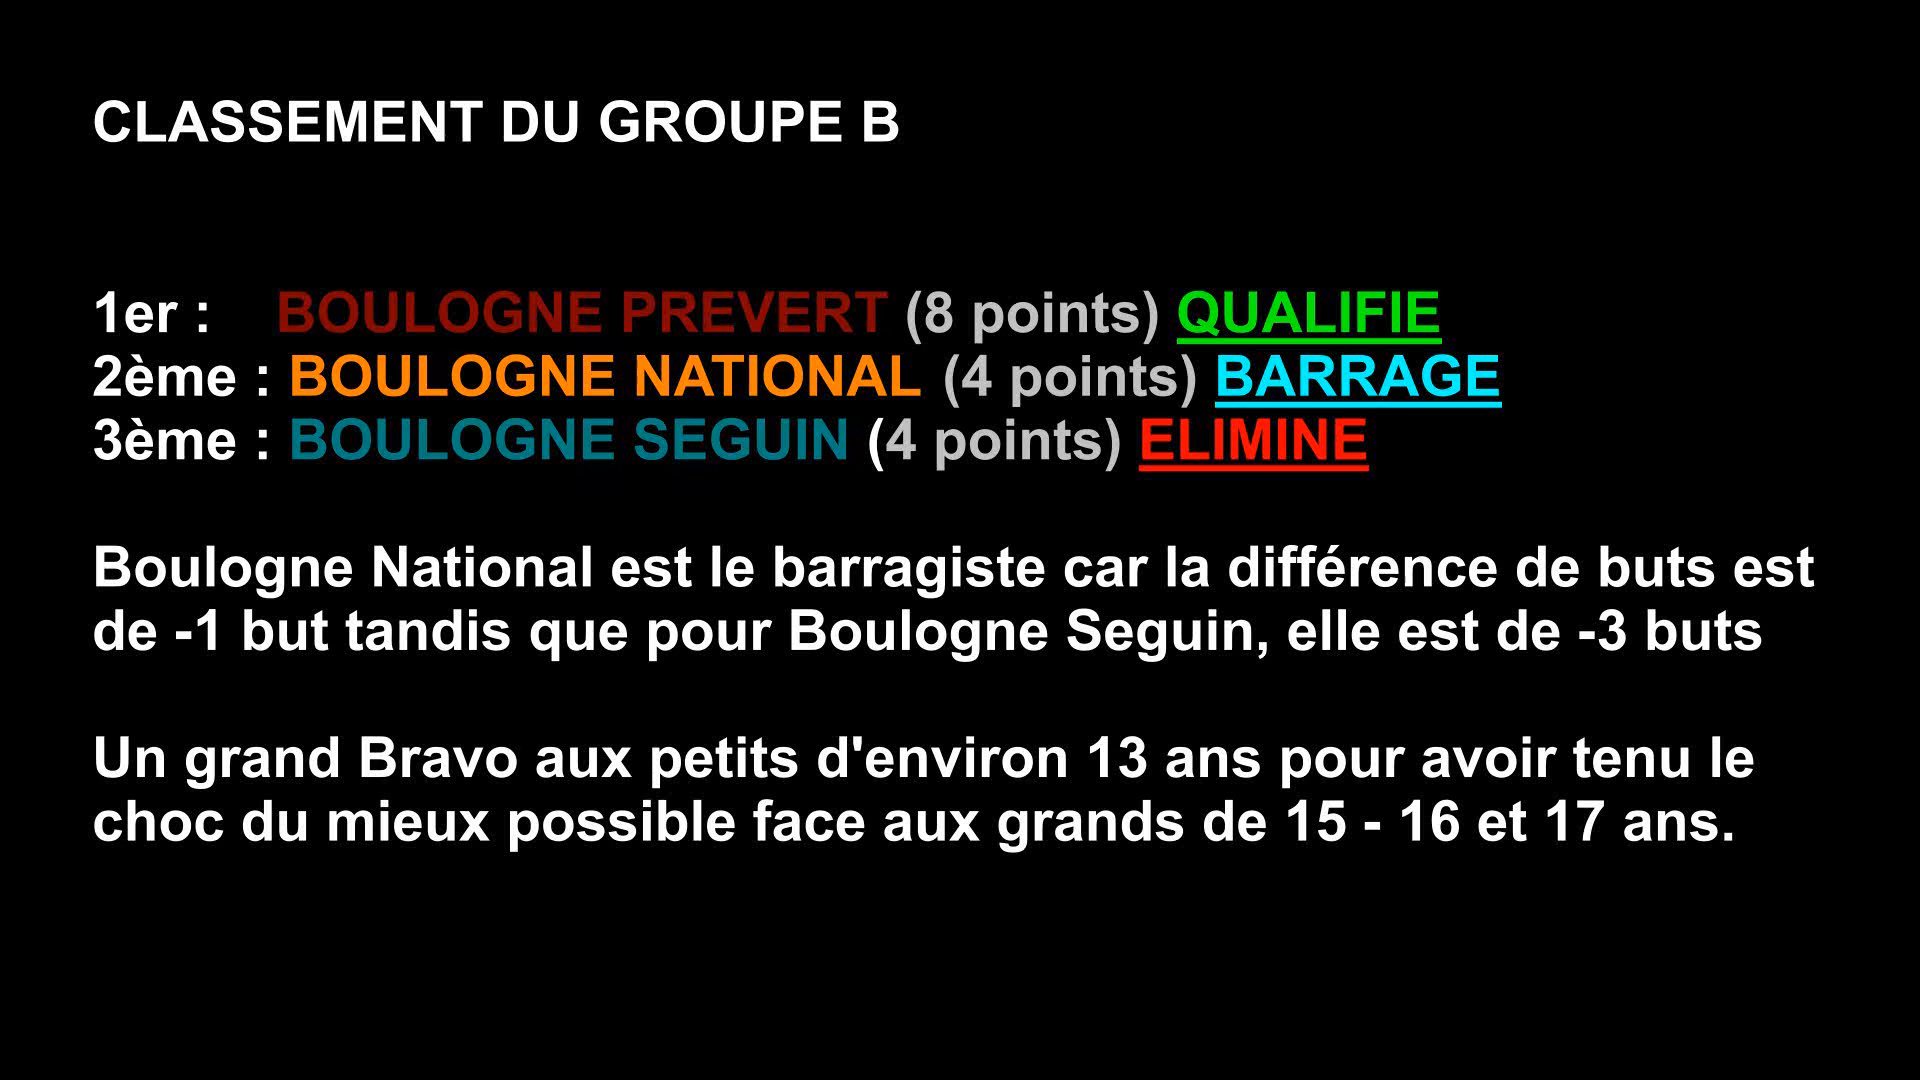 CLASSEMENT DU GROUPE B
1er : BOULOGNE PREVERT (8 points) QUALIFIE
2ème : BOULOGNE NATIONAL (4 points) BARRAGE
3ème : BOULOGNE SEGUIN (4 points) ELIMINE
Boulogne National est le barragiste car la différence de buts est
de -1 but tandis que pour Boulogne Seguin, elle est de -3 buts
Un grand Bravo aux petits d'environ 13 ans pour avoir tenu le
choc du mieux possible face aux grands de 15 - 16 et 17 ans.